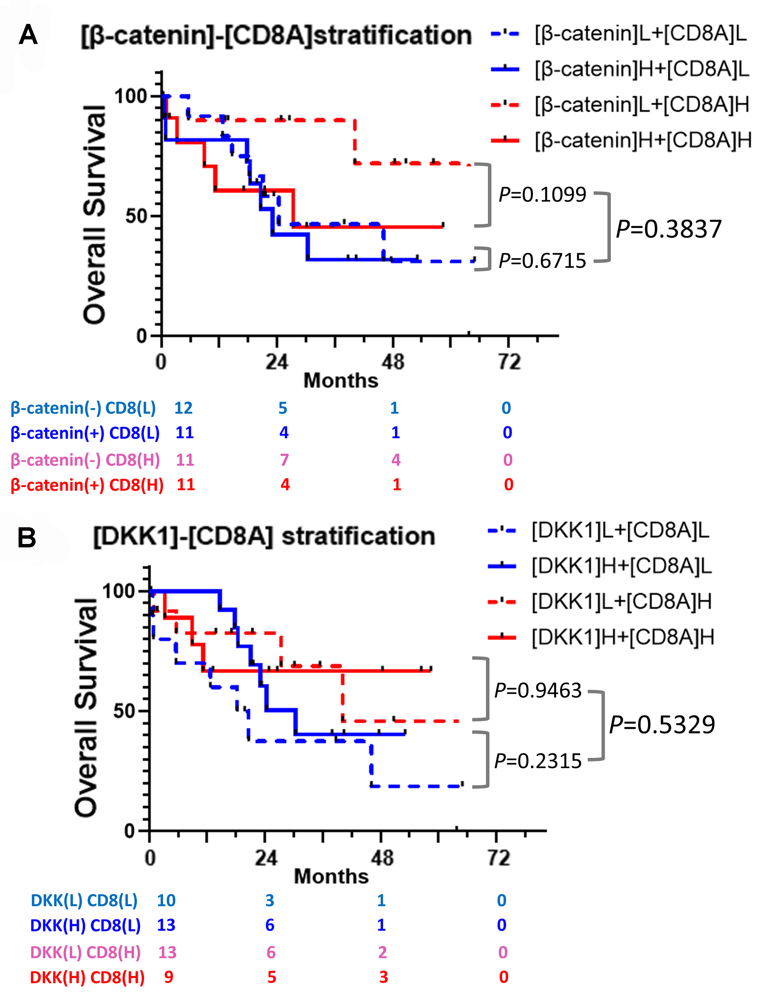 A
[β-catenin]-[CD8A]stratification
[β-catenin]L+[CD8A]L
[β-catenin]H+[CD8A]L
[β-catenin]L+[CD8A]H
[β-catenin]H+[CD8A]H
Overall Survival
100
50
0
P=0.1099
P=0.3837
P=0.6715
0 24 48 72
Months
β-catenin(-) CD8(L) 12 5 1 0
β-catenin(+) CD8(L) 11 4 1 0
β-catenin(-) CD8(H) 11 7 4 0
β-catenin(+) CD8(H) 11 4 1 0
B
[DKK1]-[CD8A] stratification
[DKK1]L+[CD8A]L
[DKK1]H+[CD8A]L
[DKK1]L+[CD8A]H
[DKK1]H+[CD8A]H
Overall Survival
100
50
0
P=0.9463
P=0.5329
P=0.2315
0 24 48 72
Months
DKK(L) CD8(L) 10 3 1 0
DKK(H) CD8(L) 13 6 1 0
DKK(L) CD8(H) 13 6 2 0
DKK(H) CD8(H) 9 5 3 0